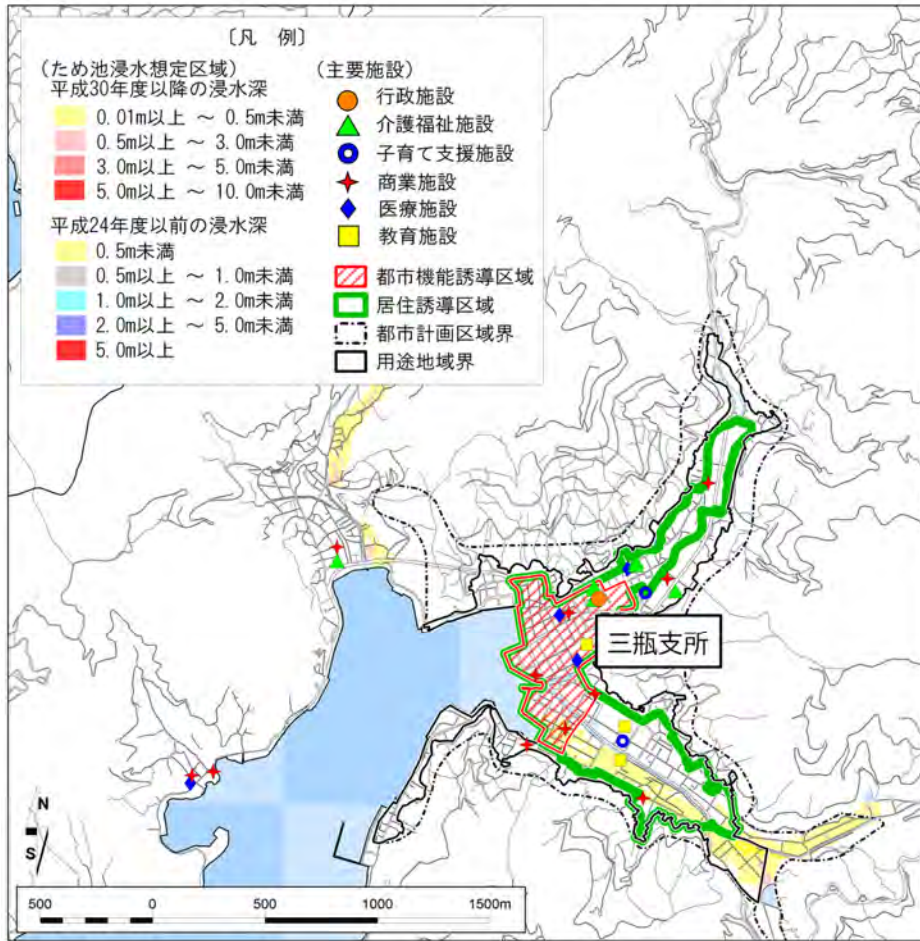 〔凡 例〕
(ため池浸水想定区域)
平成30年度以降の浸水深
0.01m以上 ～ 0.5m未満
0.5m以上 ～ 3.0m未満
3.0m以上 ～ 5.0m未満
5.0m以上 ～ 10.0m未満
平成24年度以前の浸水深
0.5m未満
0.5m以上 ～ 1.0m未満
1.0m以上 ～ 2.0m未満
2.0m以上 ～ 5.0m未満
5.0m以上
(主要施設)
行政施設
介護福祉施設
子育て支援施設
商業施設
医療施設
教育施設
都市機能誘導区域
居住誘導区域
都市計画区域界
用途地域界
三瓶支所
N
S
500 0 500 1000 1500m